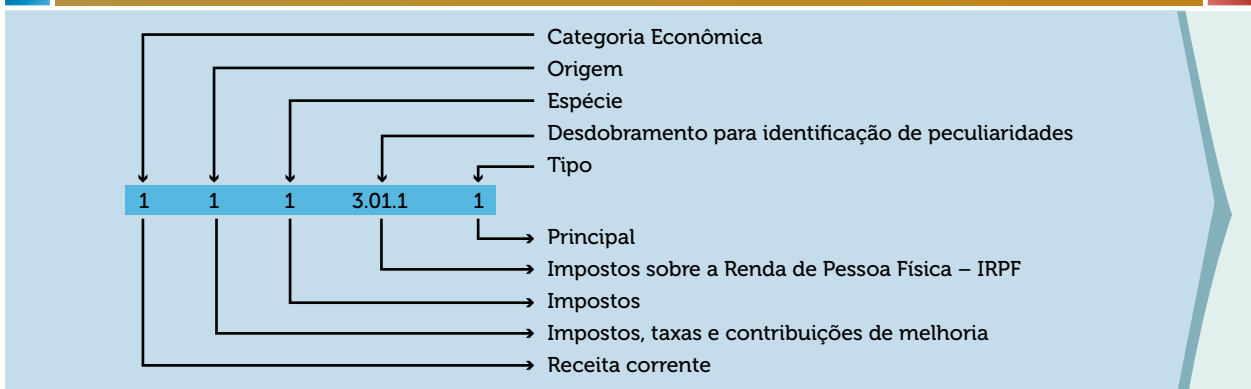 Categoria Econômica
Origem
Espécie
Desdobramento para identificação de peculiaridades
Tipo
1 1 1 3.01.1 1
Principal
Impostos sobre a Renda de Pessoa Física – IRPF
Impostos
Impostos, taxas e contribuições de melhoria
Receita corrente